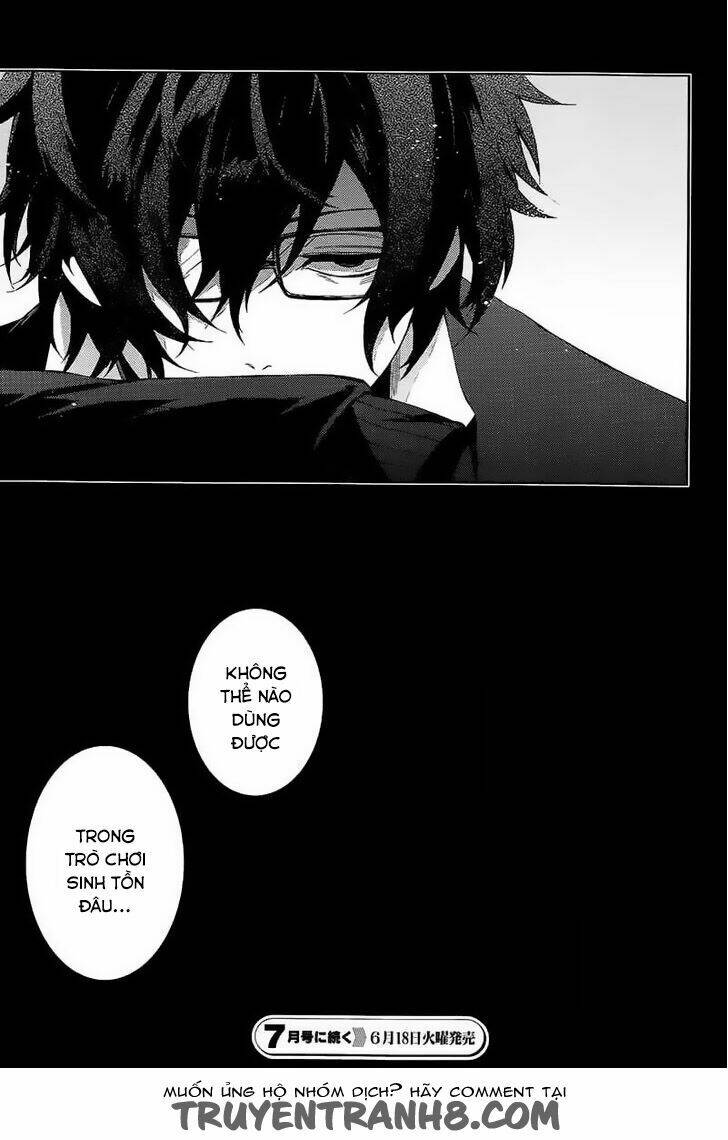 KHÔNG
THỂ NÀO
DÙNG
ĐƯỢC
TRONG
TRÒ CHƠI
SINH TỒN
ĐÂU...
7月号に続く 6月18日火曜発売
MUỐN ỦNG HỘ NHÓM DỊCH? HÃY COMMENT TẠI
TRUYENTRANH8.COM